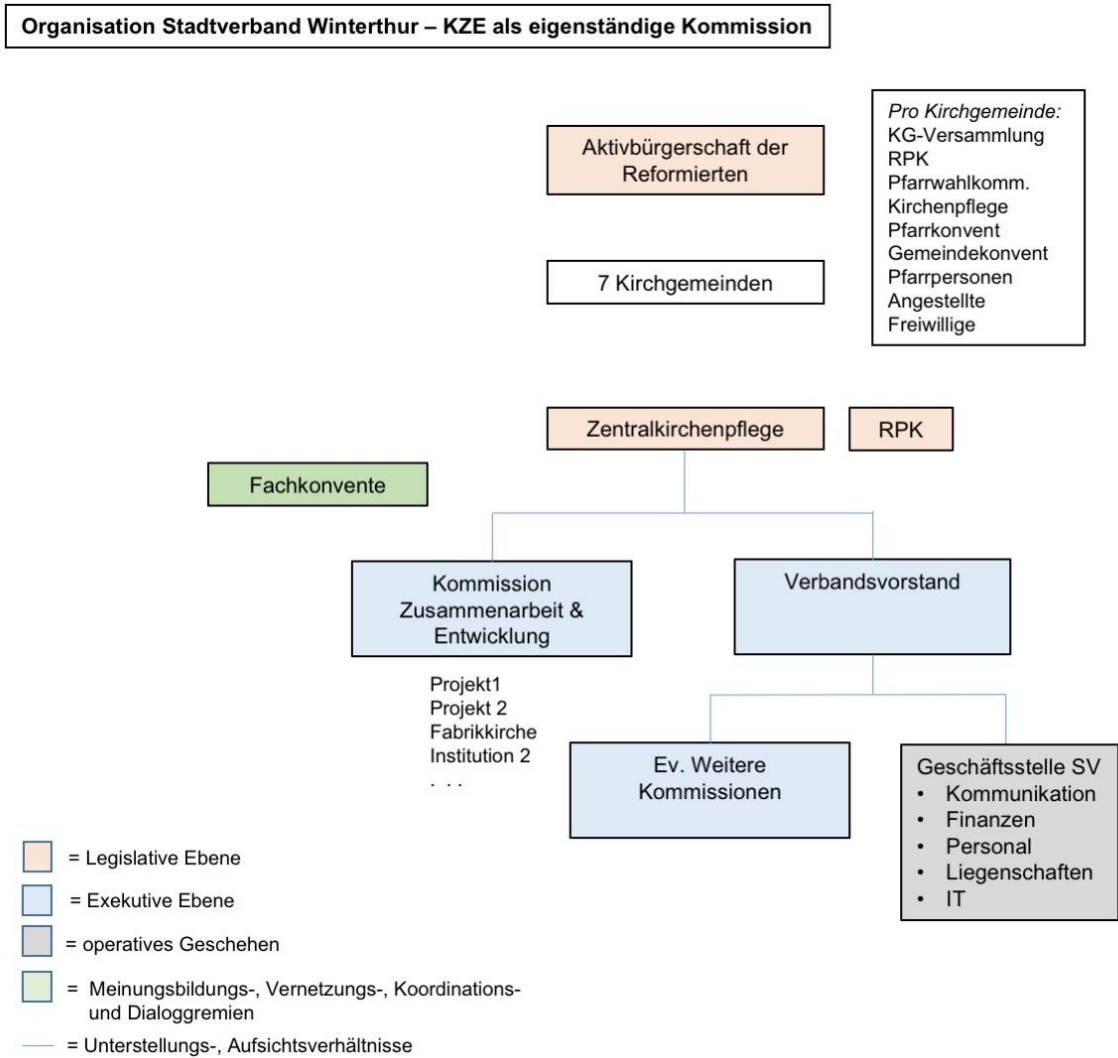 Organisation Stadtverband Winterthur – KZE als eigenständige Kommission
Aktivbürgerschaft der
Reformierten
Pro Kirchgemeinde:
KG-Versammlung
RPK
Pfarrwahlkomm.
Kirchenpflege
Pfarrkonvent
Gemeindekonvent
Pfarrpersonen
Angestellte
Freiwillige
7 Kirchgemeinden
Zentralkirchenpflege
RPK
Fachkonvente
Kommission
Zusammenarbeit &
Entwicklung
Verbandsvorstand
Projekt1
Projekt 2
Fabrikkirche
Institution 2
. . .
Ev. Weitere
Kommissionen
Geschäftsstelle SV
• Kommunikation
• Finanzen
• Personal
• Liegenschaften
• IT
= Legislative Ebene
= Exekutive Ebene
= operatives Geschehen
= Meinungsbildungs-, Vernetzungs-, Koordinations-
und Dialoggremien
= Unterstellungs-, Aufsichtsverhältnisse